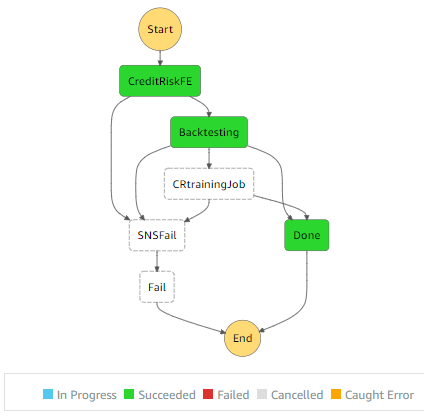 Start
CreditRiskFE
Backtesting
CRtrainingJob
SNSFail
Done
Fail
End
In Progress Succeeded Failed Cancelled Caught Error